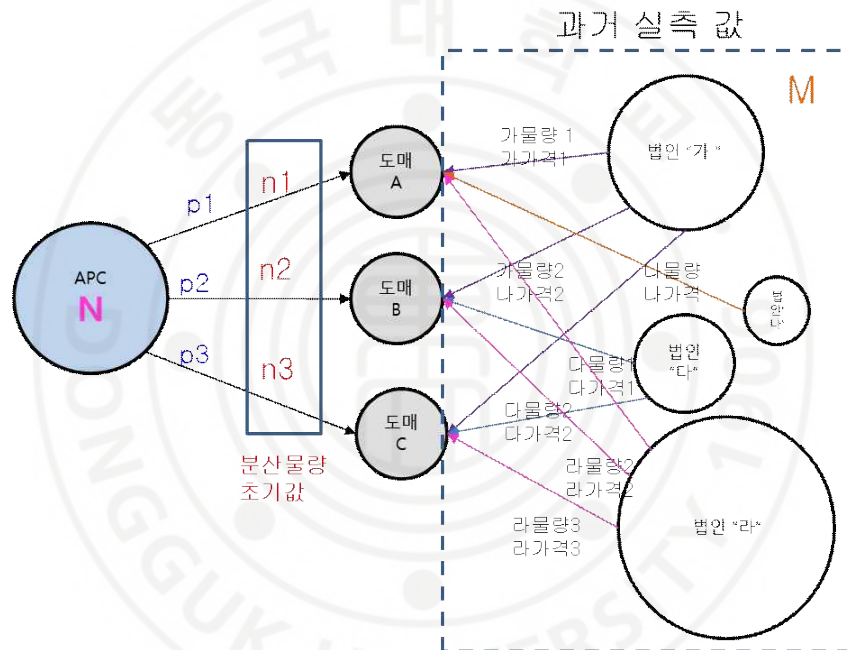 과거 실측 값
M
가물량 1
가가격1
법인 "가 "
도매
A
n1
p1
APC
N
p2
n2
도매
B
가물량2
나가격2
나물량
나가격
법인
"다"
p3
n3
다물량1
다가격1
도매
C
다물량2
다가격2
분산물량
초기값
라물량2
라가격2
라물량3
라가격3
법인 "라"